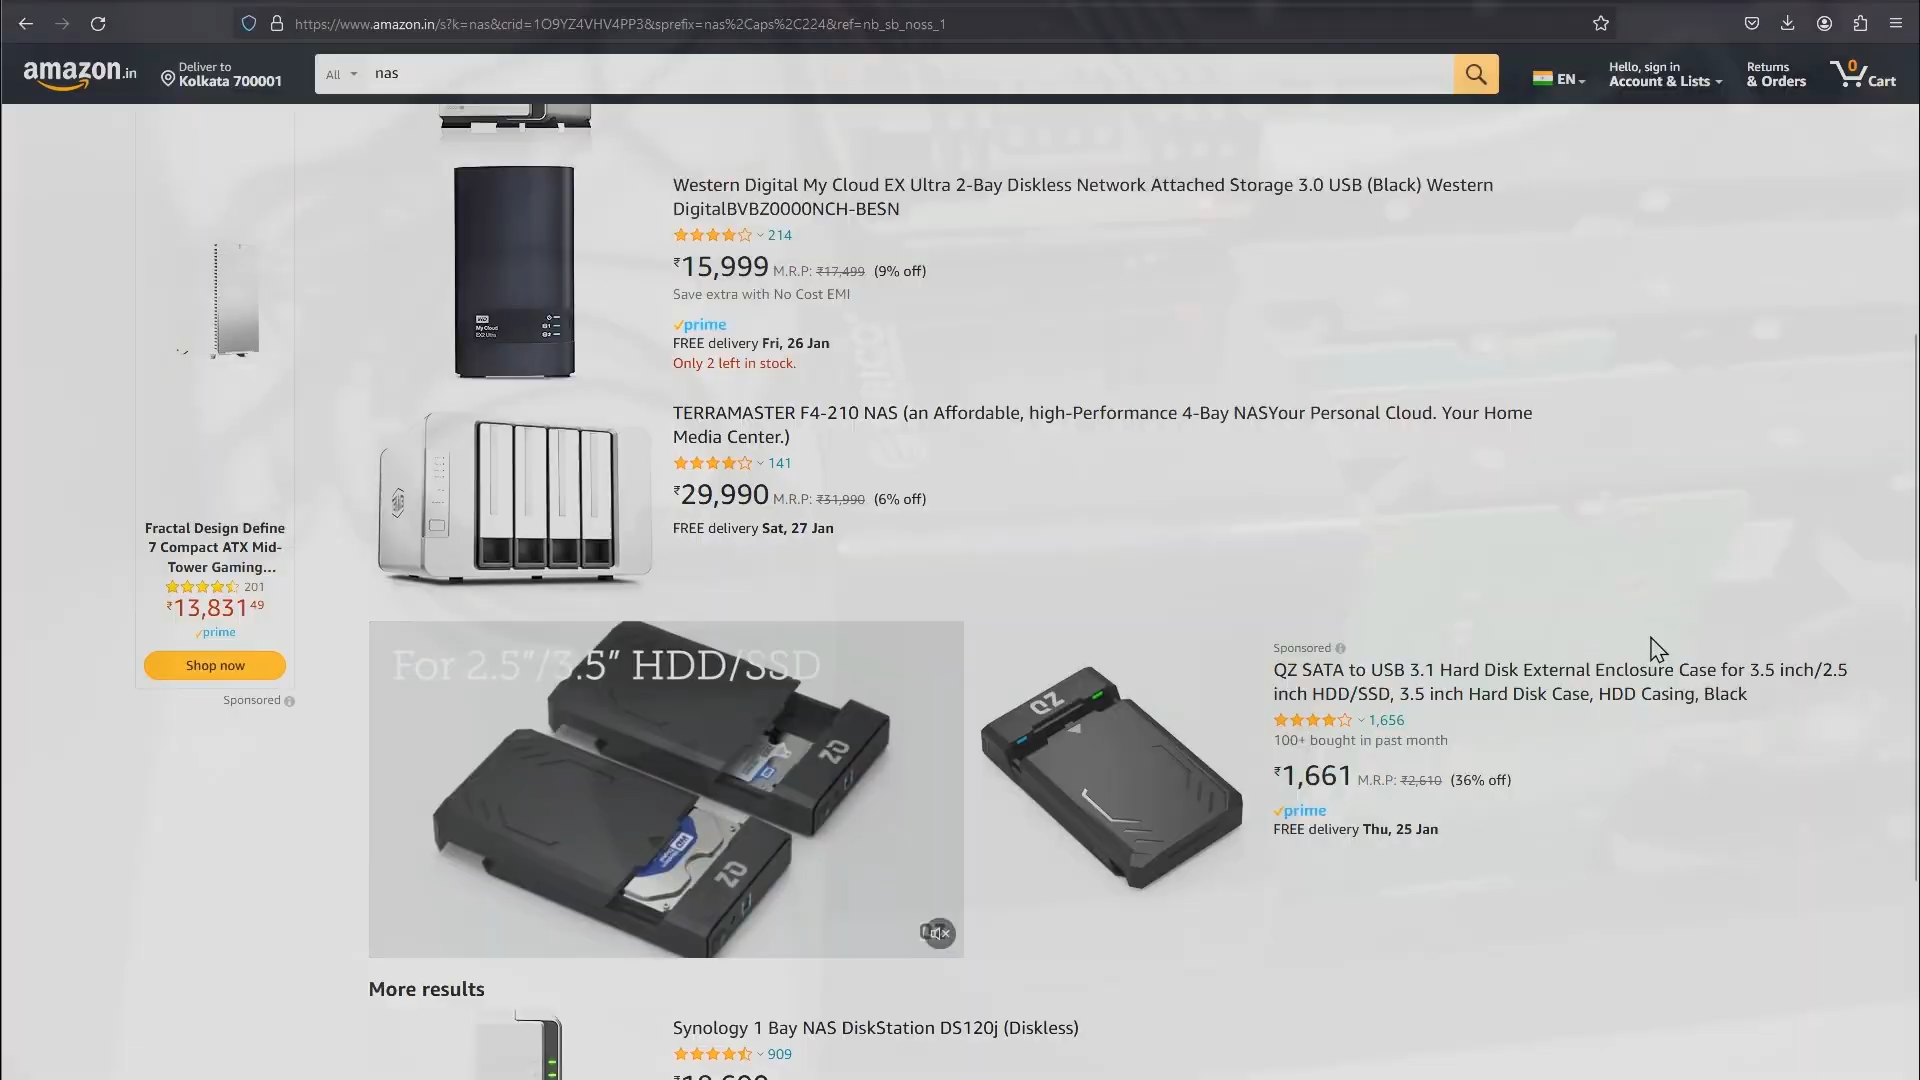 https://www.amazon.in/s?k=nas&crid=1O9YZ4VHV4PP3&sprefix=nas%2Caps%2C224&ref=nb_sb_noss_1
amazon.in
Deliver to
Kolkata 700001
All
nas
EN
Hello, sign in
Account & Lists
Returns
& Orders
0
Cart
Western Digital My Cloud EX Ultra 2-Bay Diskless Network Attached Storage 3.0 USB (Black) Western
DigitalBVBZ0000NCH-BESN
214
₹15,999 M.R.P: ₹17,499 (9% off)
Save extra with No Cost EMI
prime
FREE delivery Fri, 26 Jan
Only 2 left in stock.
WD
My Cloud
EX2 Ultra
TERRAMASTER F4-210 NAS (an Affordable, high-Performance 4-Bay NASYour Personal Cloud. Your Home
Media Center.)
141
₹29,990 M.R.P: ₹31,990 (6% off)
FREE delivery Sat, 27 Jan
Fractal Design Define
7 Compact ATX Mid-
Tower Gaming...
201
₹13,831 49
prime
Shop now
Sponsored
For 2.5"/3.5" HDD/SSD
QZ
QZ
QZ
Sponsored
QZ SATA to USB 3.1 Hard Disk External Enclosure Case for 3.5 inch/2.5
inch HDD/SSD, 3.5 inch Hard Disk Case, HDD Casing, Black
1,656
100+ bought in past month
₹1,661 M.R.P: ₹2,610 (36% off)
prime
FREE delivery Thu, 25 Jan
More results
Synology 1 Bay NAS DiskStation DS120j (Diskless)
909